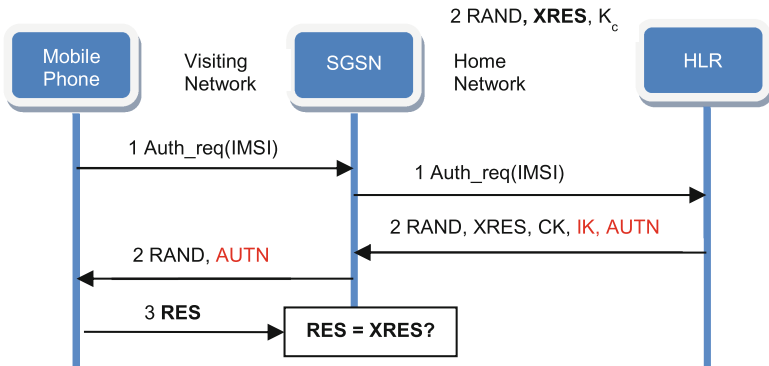 2 RAND, XRES, Kc
Mobile
Phone
Visiting
Network
SGSN
Home
Network
HLR
1 Auth_req(IMSI)
1 Auth_req(IMSI)
2 RAND, XRES, CK, IK, AUTN
2 RAND, AUTN
3 RES
RES = XRES?